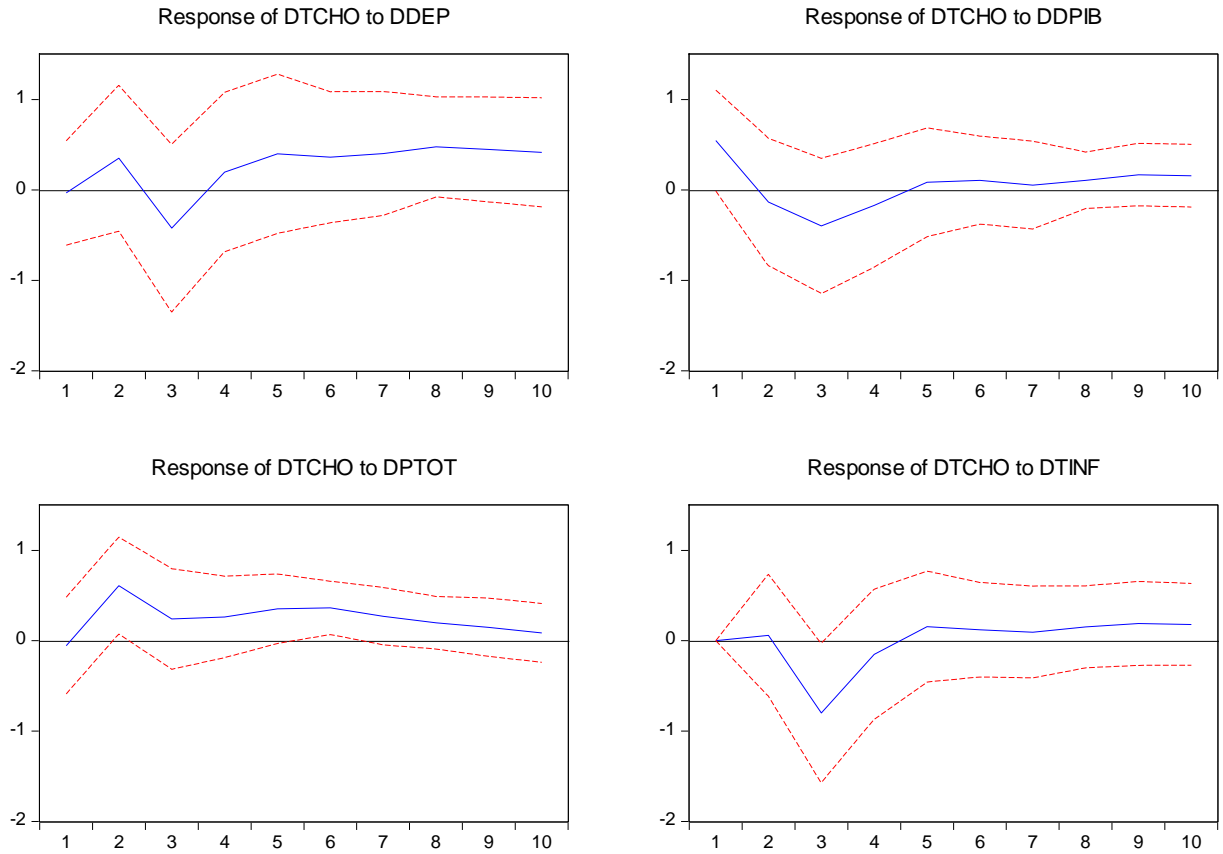 Response of DTCHO to DDEP
1
0
-1
-2
1 2 3 4 5 6 7 8 9 10
Response of DTCHO to DDPIB
1
0
-1
-2
1 2 3 4 5 6 7 8 9 10
Response of DTCHO to DPTOT
1
0
-1
-2
1 2 3 4 5 6 7 8 9 10
Response of DTCHO to DTINF
1
0
-1
-2
1 2 3 4 5 6 7 8 9 10